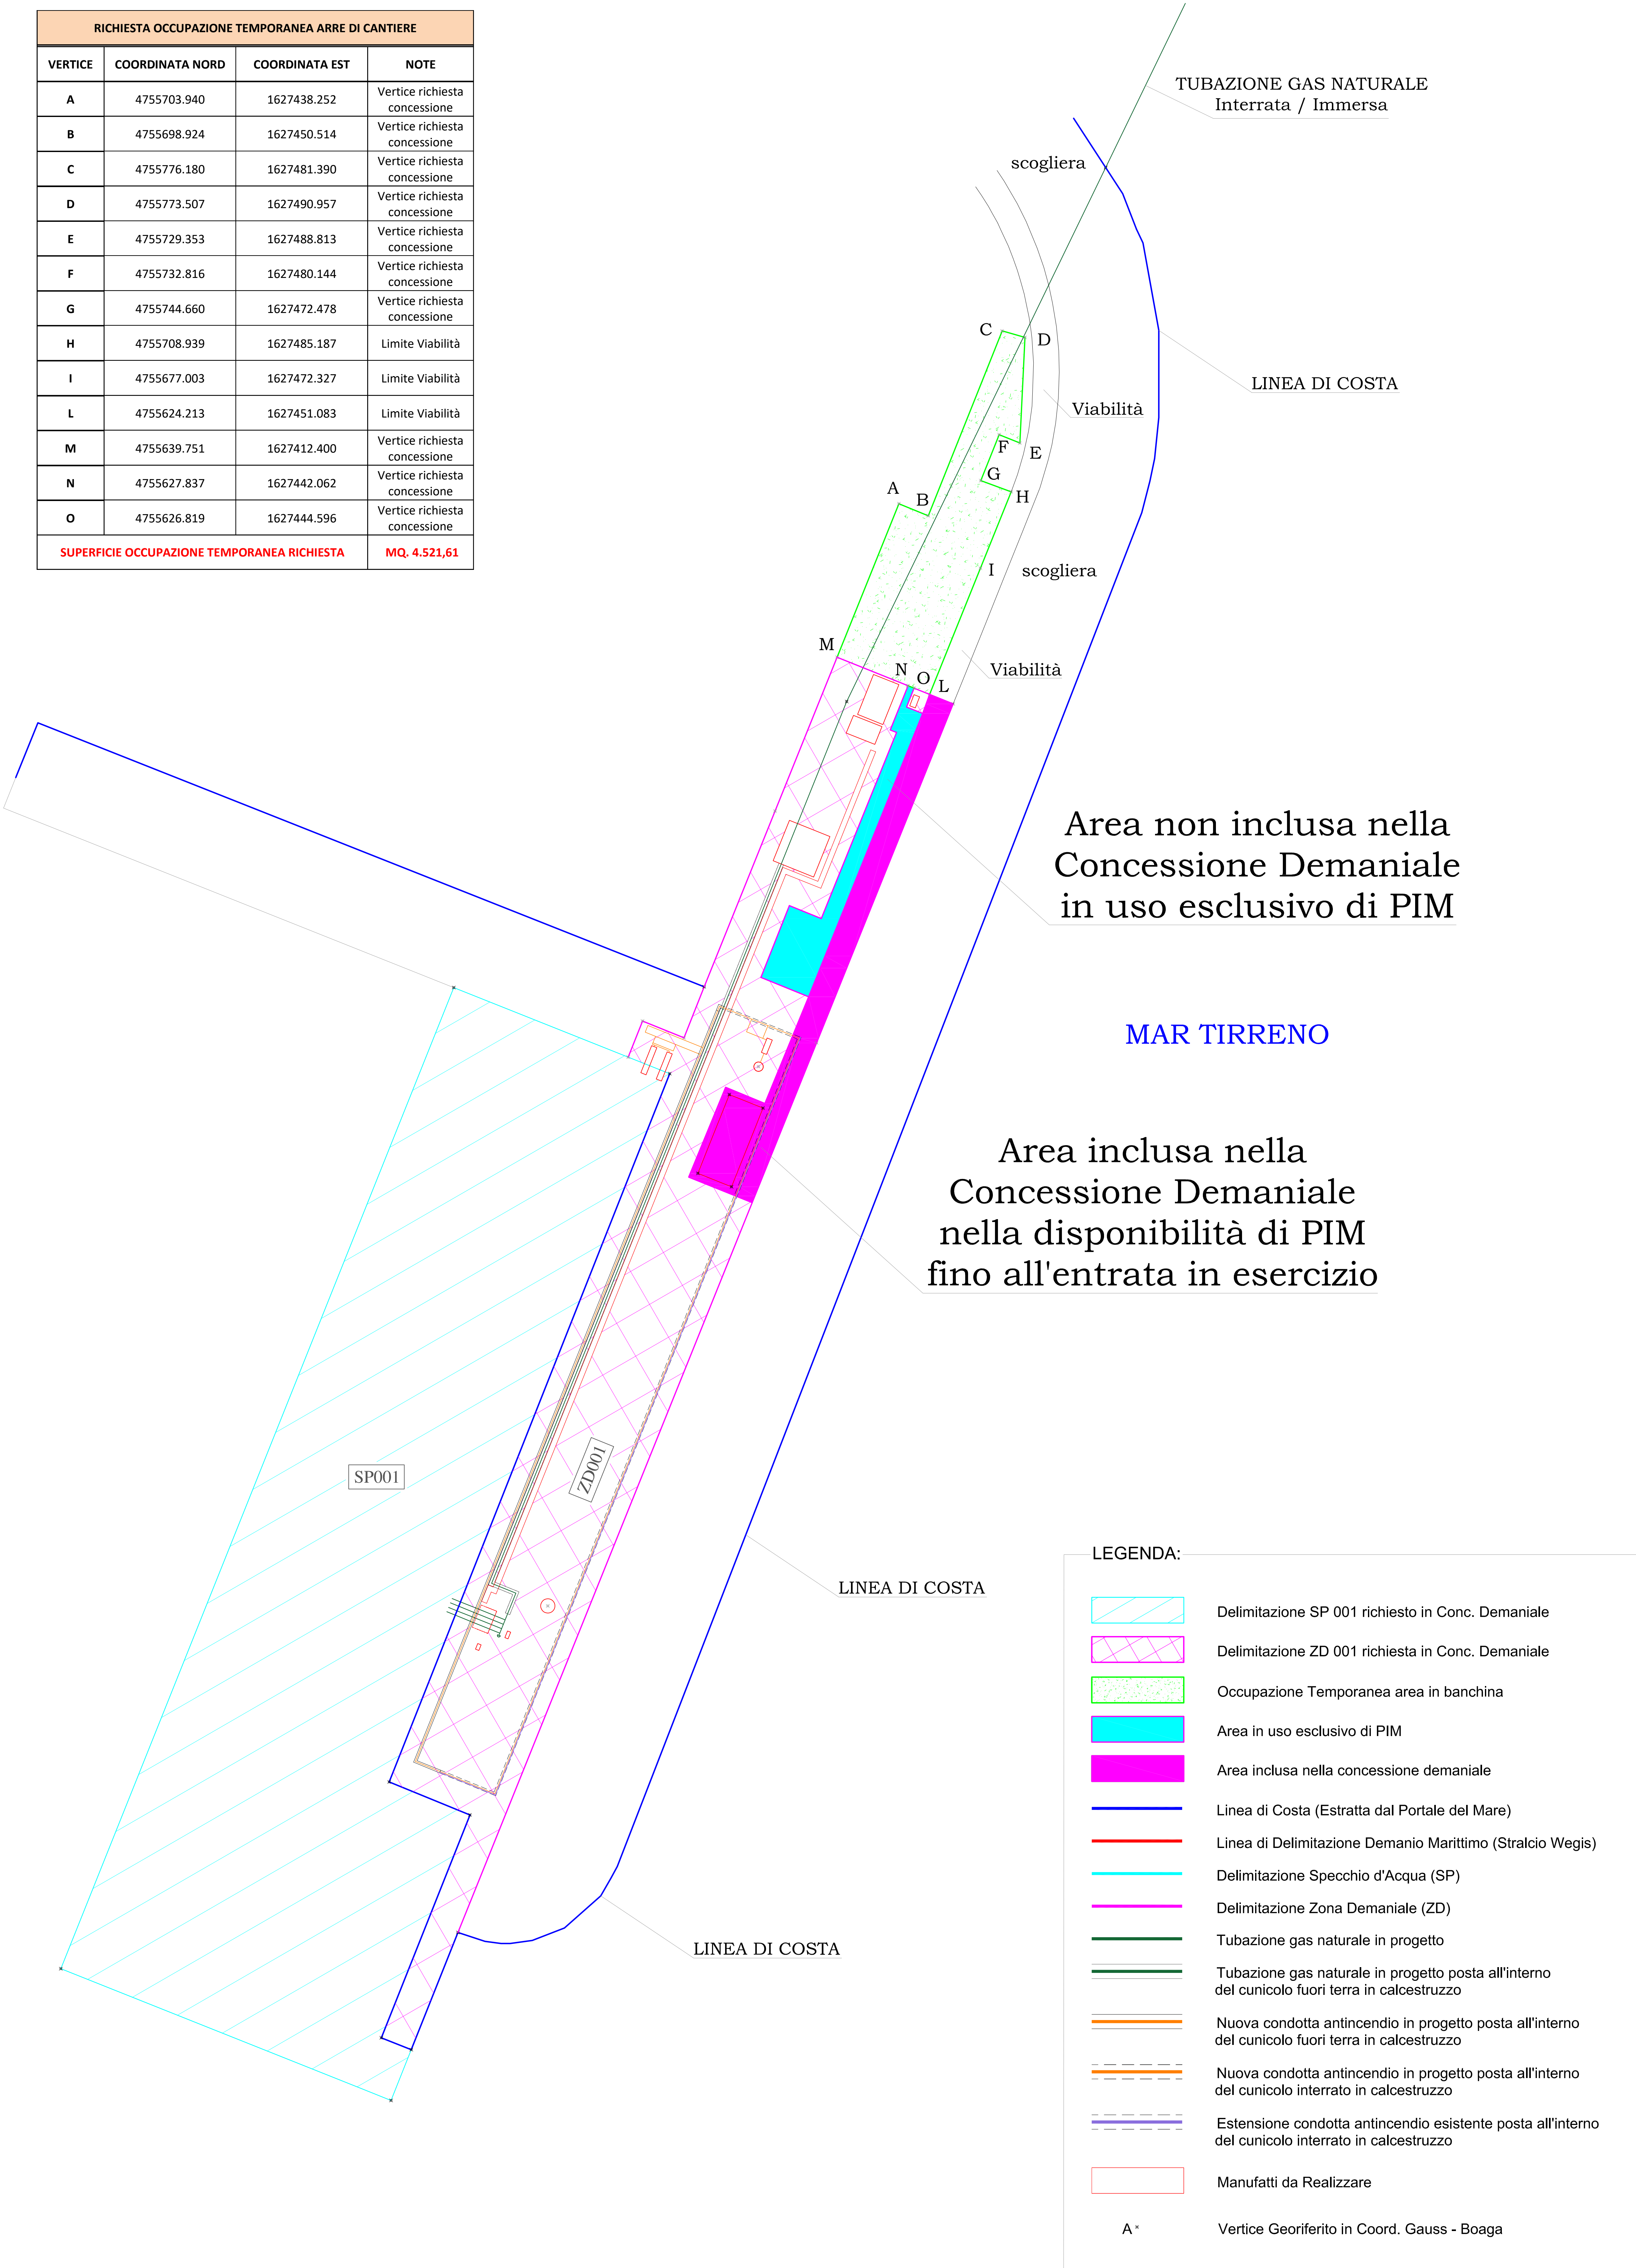 RICHIESTA OCCUPAZIONE TEMPORANEA ARRE DI CANTIERE
VERTICE COORDINATA NORD COORDINATA EST NOTE
A 4755703.940 1627438.252 Vertice richiesta concessione
B 4755698.924 1627450.514 Vertice richiesta concessione
C 4755776.180 1627481.390 Vertice richiesta concessione
D 4755773.507 1627490.957 Vertice richiesta concessione
E 4755729.353 1627488.813 Vertice richiesta concessione
F 4755732.816 1627480.144 Vertice richiesta concessione
G 4755744.660 1627472.478 Vertice richiesta concessione
H 4755708.939 1627485.187 Limite Viabilità
I 4755677.003 1627472.327 Limite Viabilità
L 4755624.213 1627451.083 Limite Viabilità
M 4755639.751 1627412.400 Vertice richiesta concessione
N 4755627.837 1627442.062 Vertice richiesta concessione
O 4755626.819 1627444.596 Vertice richiesta concessione
SUPERFICIE OCCUPAZIONE TEMPORANEA RICHIESTA MQ. 4.521,61
TUBAZIONE GAS NATURALE
Interrata / Immersa
scogliera
C
D
LINEA DI COSTA
Viabilità
F
E
G
A
B
H
I
scogliera
M
N
O
L
Viabilità
Area non inclusa nella
Concessione Demaniale
in uso esclusivo di PIM
MAR TIRRENO
Area inclusa nella
Concessione Demaniale
nella disponibilità di PIM
fino all'entrata in esercizio
SP001
ZD001
LINEA DI COSTA
LINEA DI COSTA
LEGENDA:
Delimitazione SP 001 richiesto in Conc. Demaniale
Delimitazione ZD 001 richiesta in Conc. Demaniale
Occupazione Temporanea area in banchina
Area in uso esclusivo di PIM
Area inclusa nella concessione demaniale
Linea di Costa (Estratta dal Portale del Mare)
Linea di Delimitazione Demanio Marittimo (Stralcio Wegis)
Delimitazione Specchio d'Acqua (SP)
Delimitazione Zona Demaniale (ZD)
Tubazione gas naturale in progetto
Tubazione gas naturale in progetto posta all'interno
del cunicolo fuori terra in calcestruzzo
Nuova condotta antincendio in progetto posta all'interno
del cunicolo fuori terra in calcestruzzo
Nuova condotta antincendio in progetto posta all'interno
del cunicolo interrato in calcestruzzo
Estensione condotta antincendio esistente posta all'interno
del cunicolo interrato in calcestruzzo
Manufatti da Realizzare
A Vertice Georiferito in Coord. Gauss - Boaga